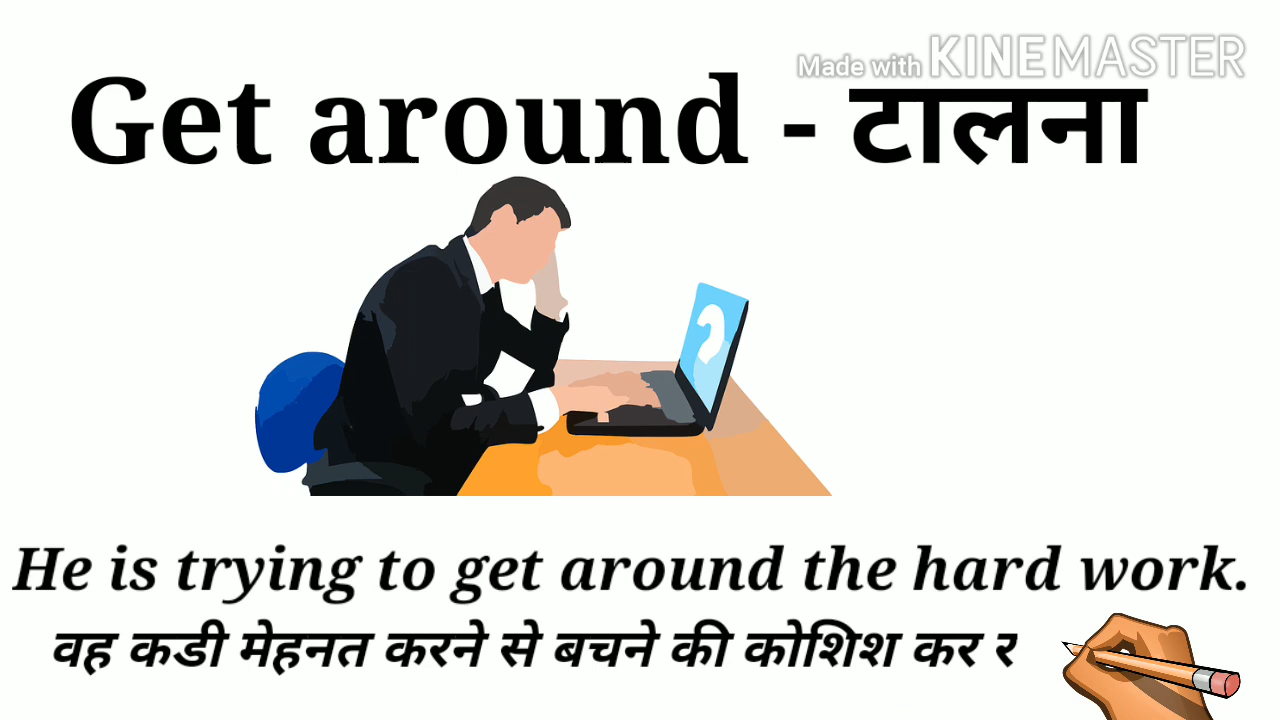 Made with KINEMASTER
Get around - टालना
?
He is trying to get around the hard work.
वह कडी मेहनत करने से बचने की कोशिश कर र